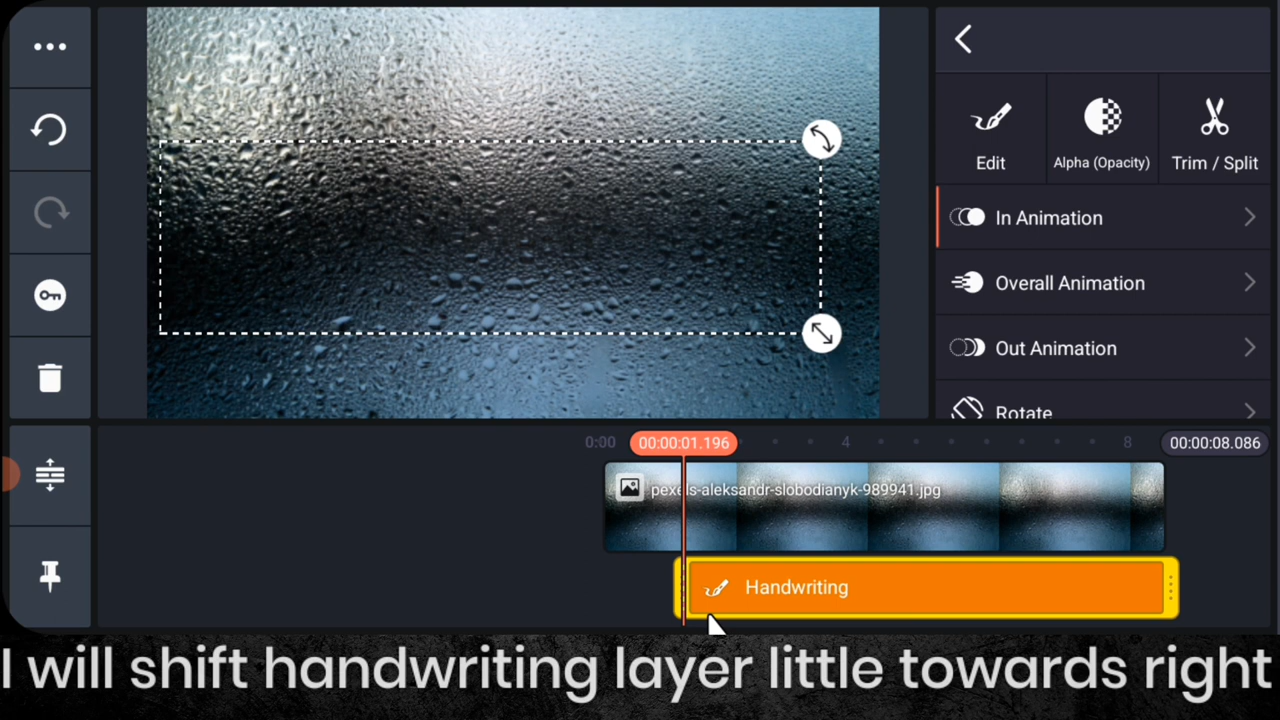 Edit
Alpha (Opacity)
Trim / Split
In Animation
Overall Animation
Out Animation
Rotate
0:00
00:00:01.196
4
8
00:00:08.086
pexels-aleksandr-slobodianyk-989941.jpg
Handwriting
I will shift handwriting layer little towards right